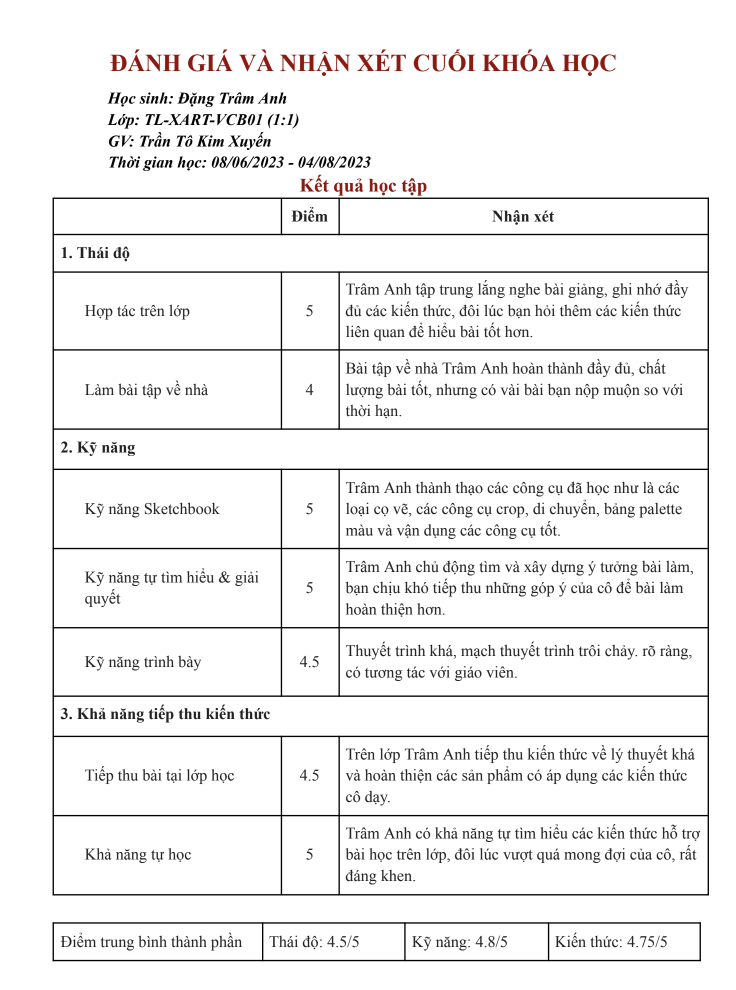 ĐÁNH GIÁ VÀ NHẬN XÉT CUỐI KHÓA HỌC
Học sinh: Đặng Trâm Anh
Lớp: TL-XART-VCB01 (1:1)
GV: Trần Tô Kim Xuyến
Thời gian học: 08/06/2023 - 04/08/2023
Kết quả học tập
Điểm
Nhận xét
1. Thái độ
Hợp tác trên lớp
5
Trâm Anh tập trung lắng nghe bài giảng, ghi nhớ đầy
đủ các kiến thức, đôi lúc bạn hỏi thêm các kiến thức
liên quan để hiểu bài tốt hơn.
Làm bài tập về nhà
4
Bài tập về nhà Trâm Anh hoàn thành đầy đủ, chất
lượng bài tốt, nhưng có vài bài bạn nộp muộn so với
thời hạn.
2. Kỹ năng
Kỹ năng Sketchbook
5
Trâm Anh thành thạo các công cụ đã học như là các
loại cọ vẽ, các công cụ crop, di chuyển, bảng palette
màu và vận dụng các công cụ tốt.
Kỹ năng tự tìm hiểu & giải
quyết
5
Trâm Anh chủ động tìm và xây dựng ý tưởng bài làm,
bạn chịu khó tiếp thu những góp ý của cô để bài làm
hoàn thiện hơn.
Kỹ năng trình bày
4.5
Thuyết trình khá, mạch thuyết trình trôi chảy. rõ ràng,
có tương tác với giáo viên.
3. Khả năng tiếp thu kiến thức
Tiếp thu bài tại lớp học
4.5
Trên lớp Trâm Anh tiếp thu kiến thức về lý thuyết khá
và hoàn thiện các sản phẩm có áp dụng các kiến thức
cô dạy.
Khả năng tự học
5
Trâm Anh có khả năng tự tìm hiểu các kiến thức hỗ trợ
bài học trên lớp, đôi lúc vượt quá mong đợi của cô, rất
đáng khen.
Điểm trung bình thành phần
Thái độ: 4.5/5
Kỹ năng: 4.8/5
Kiến thức: 4.75/5